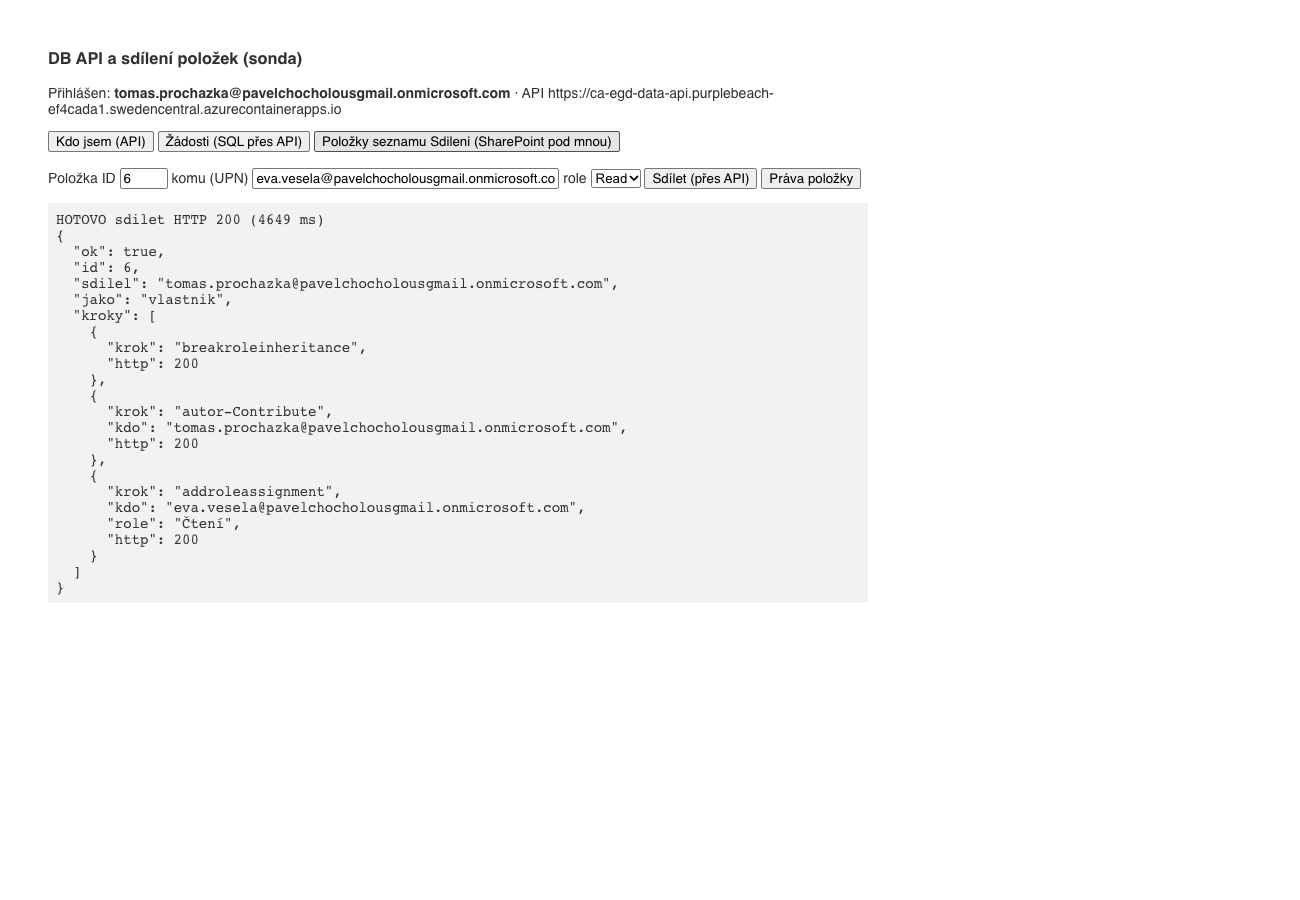 DB API a sdílení položek (sonda)
Přihlášen: tomas.prochazka@pavelchocholousgmail.onmicrosoft.com · API https://ca-egd-data-api.purplebeach-
ef4cada1.swedencentral.azurecontainerapps.io
Kdo jsem (API) Žádosti (SQL přes API) Položky seznamu Sdileni (SharePoint pod mnou)
Položka ID 6 komu (UPN) eva.vesela@pavelchocholousgmail.onmicrosoft.co role Read Sdílet (přes API) Práva položky
HOTOVO sdilet HTTP 200 (4649 ms)
{
  "ok": true,
  "id": 6,
  "sdilel": "tomas.prochazka@pavelchocholousgmail.onmicrosoft.com",
  "jako": "vlastnik",
  "kroky": [
    {
      "krok": "breakroleinheritance",
      "http": 200
    },
    {
      "krok": "autor-Contribute",
      "kdo": "tomas.prochazka@pavelchocholousgmail.onmicrosoft.com",
      "http": 200
    },
    {
      "krok": "addroleassignment",
      "kdo": "eva.vesela@pavelchocholousgmail.onmicrosoft.com",
      "role": "Čtení",
      "http": 200
    }
  ]
}